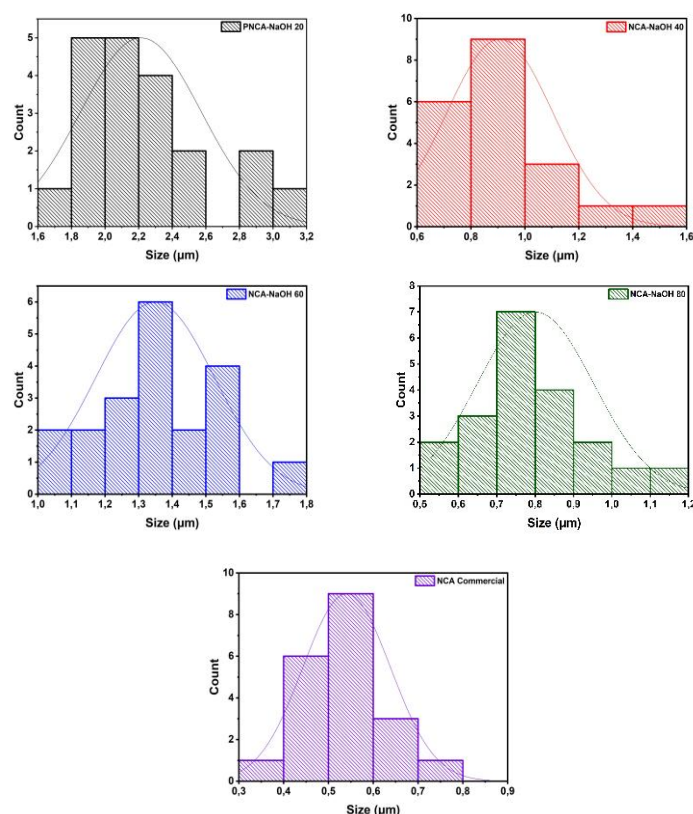 PNCA-NaOH 20
5
4
3
2
1
0
Count
1,6 1,8 2,0 2,2 2,4 2,6 2,8 3,0 3,2
Size (µm)
NCA-NaOH 40
10
8
6
4
2
0
Count
0,6 0,8 1,0 1,2 1,4 1,6
Size (µm)
NCA-NaOH 60
6
5
4
3
2
1
0
Count
1,0 1,1 1,2 1,3 1,4 1,5 1,6 1,7 1,8
Size (µm)
NCA-NaOH 80
8
7
6
5
4
3
2
1
0
Count
0,5 0,6 0,7 0,8 0,9 1,0 1,1 1,2
Size (µm)
NCA Commercial
10
8
6
4
2
0
Count
0,3 0,4 0,5 0,6 0,7 0,8 0,9
Size (µm)